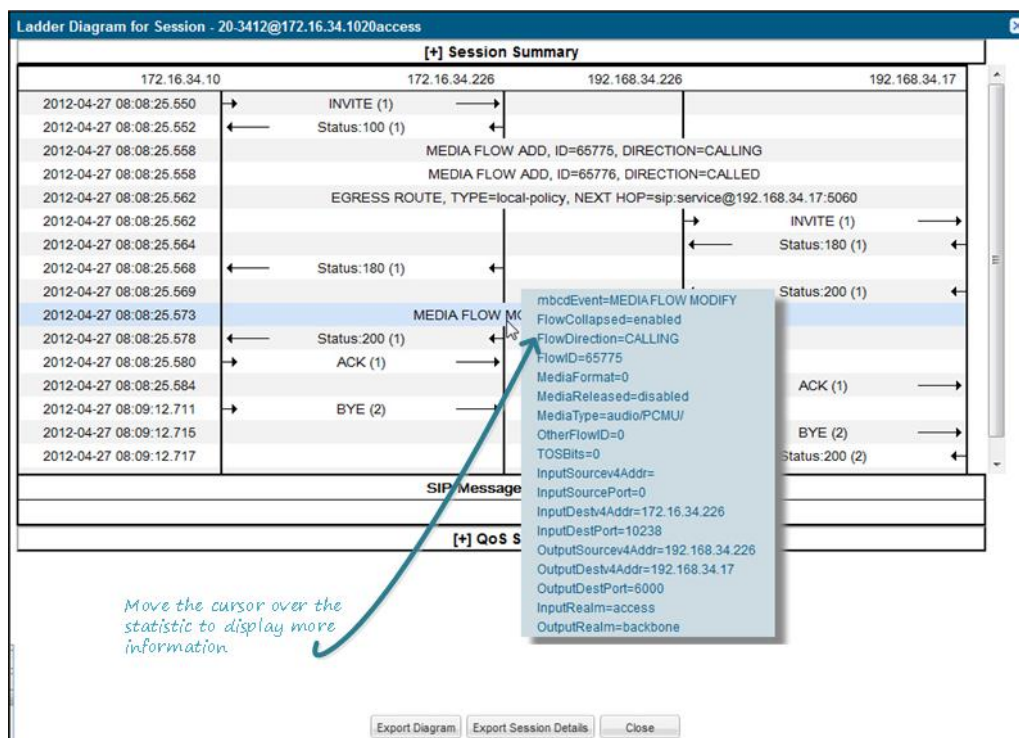 Ladder Diagram for Session - 20-3412@172.16.34.1020access
[+] Session Summary
172.16.34.10 172.16.34.226 192.168.34.226 192.168.34.17
2012-04-27 08:08:25.550 INVITE (1)
2012-04-27 08:08:25.552 Status:100 (1)
2012-04-27 08:08:25.558 MEDIA FLOW ADD, ID=65775, DIRECTION=CALLING
2012-04-27 08:08:25.558 MEDIA FLOW ADD, ID=65776, DIRECTION=CALLED
2012-04-27 08:08:25.562 EGRESS ROUTE, TYPE=local-policy, NEXT HOP=sip:service@192.168.34.17:5060
2012-04-27 08:08:25.562 INVITE (1)
2012-04-27 08:08:25.564 Status:180 (1)
2012-04-27 08:08:25.568 Status:180 (1)
2012-04-27 08:08:25.569 Status:200 (1)
2012-04-27 08:08:25.573 MEDIA FLOW MO
2012-04-27 08:08:25.578 Status:200 (1)
2012-04-27 08:08:25.580 ACK (1)
2012-04-27 08:08:25.584 ACK (1)
2012-04-27 08:09:12.711 BYE (2)
2012-04-27 08:09:12.715 BYE (2)
2012-04-27 08:09:12.717 Status:200 (2)
mbcdEvent=MEDIA FLOW MODIFY
FlowCollapsed=enabled
FlowDirection=CALLING
FlowID=65775
MediaFormat=0
MediaReleased=disabled
MediaType=audio/PCMU/
OtherFlowID=0
TOSBits=0
InputSourcev4Addr=
InputSourcePort=0
InputDestv4Addr=172.16.34.226
InputDestPort=10238
OutputSourcev4Addr=192.168.34.226
OutputDestv4Addr=192.168.34.17
OutputDestPort=6000
InputRealm=access
OutputRealm=backbone
SIP Message
[+] QoS S
Move the cursor over the
statistic to display more
information
Export Diagram Export Session Details Close